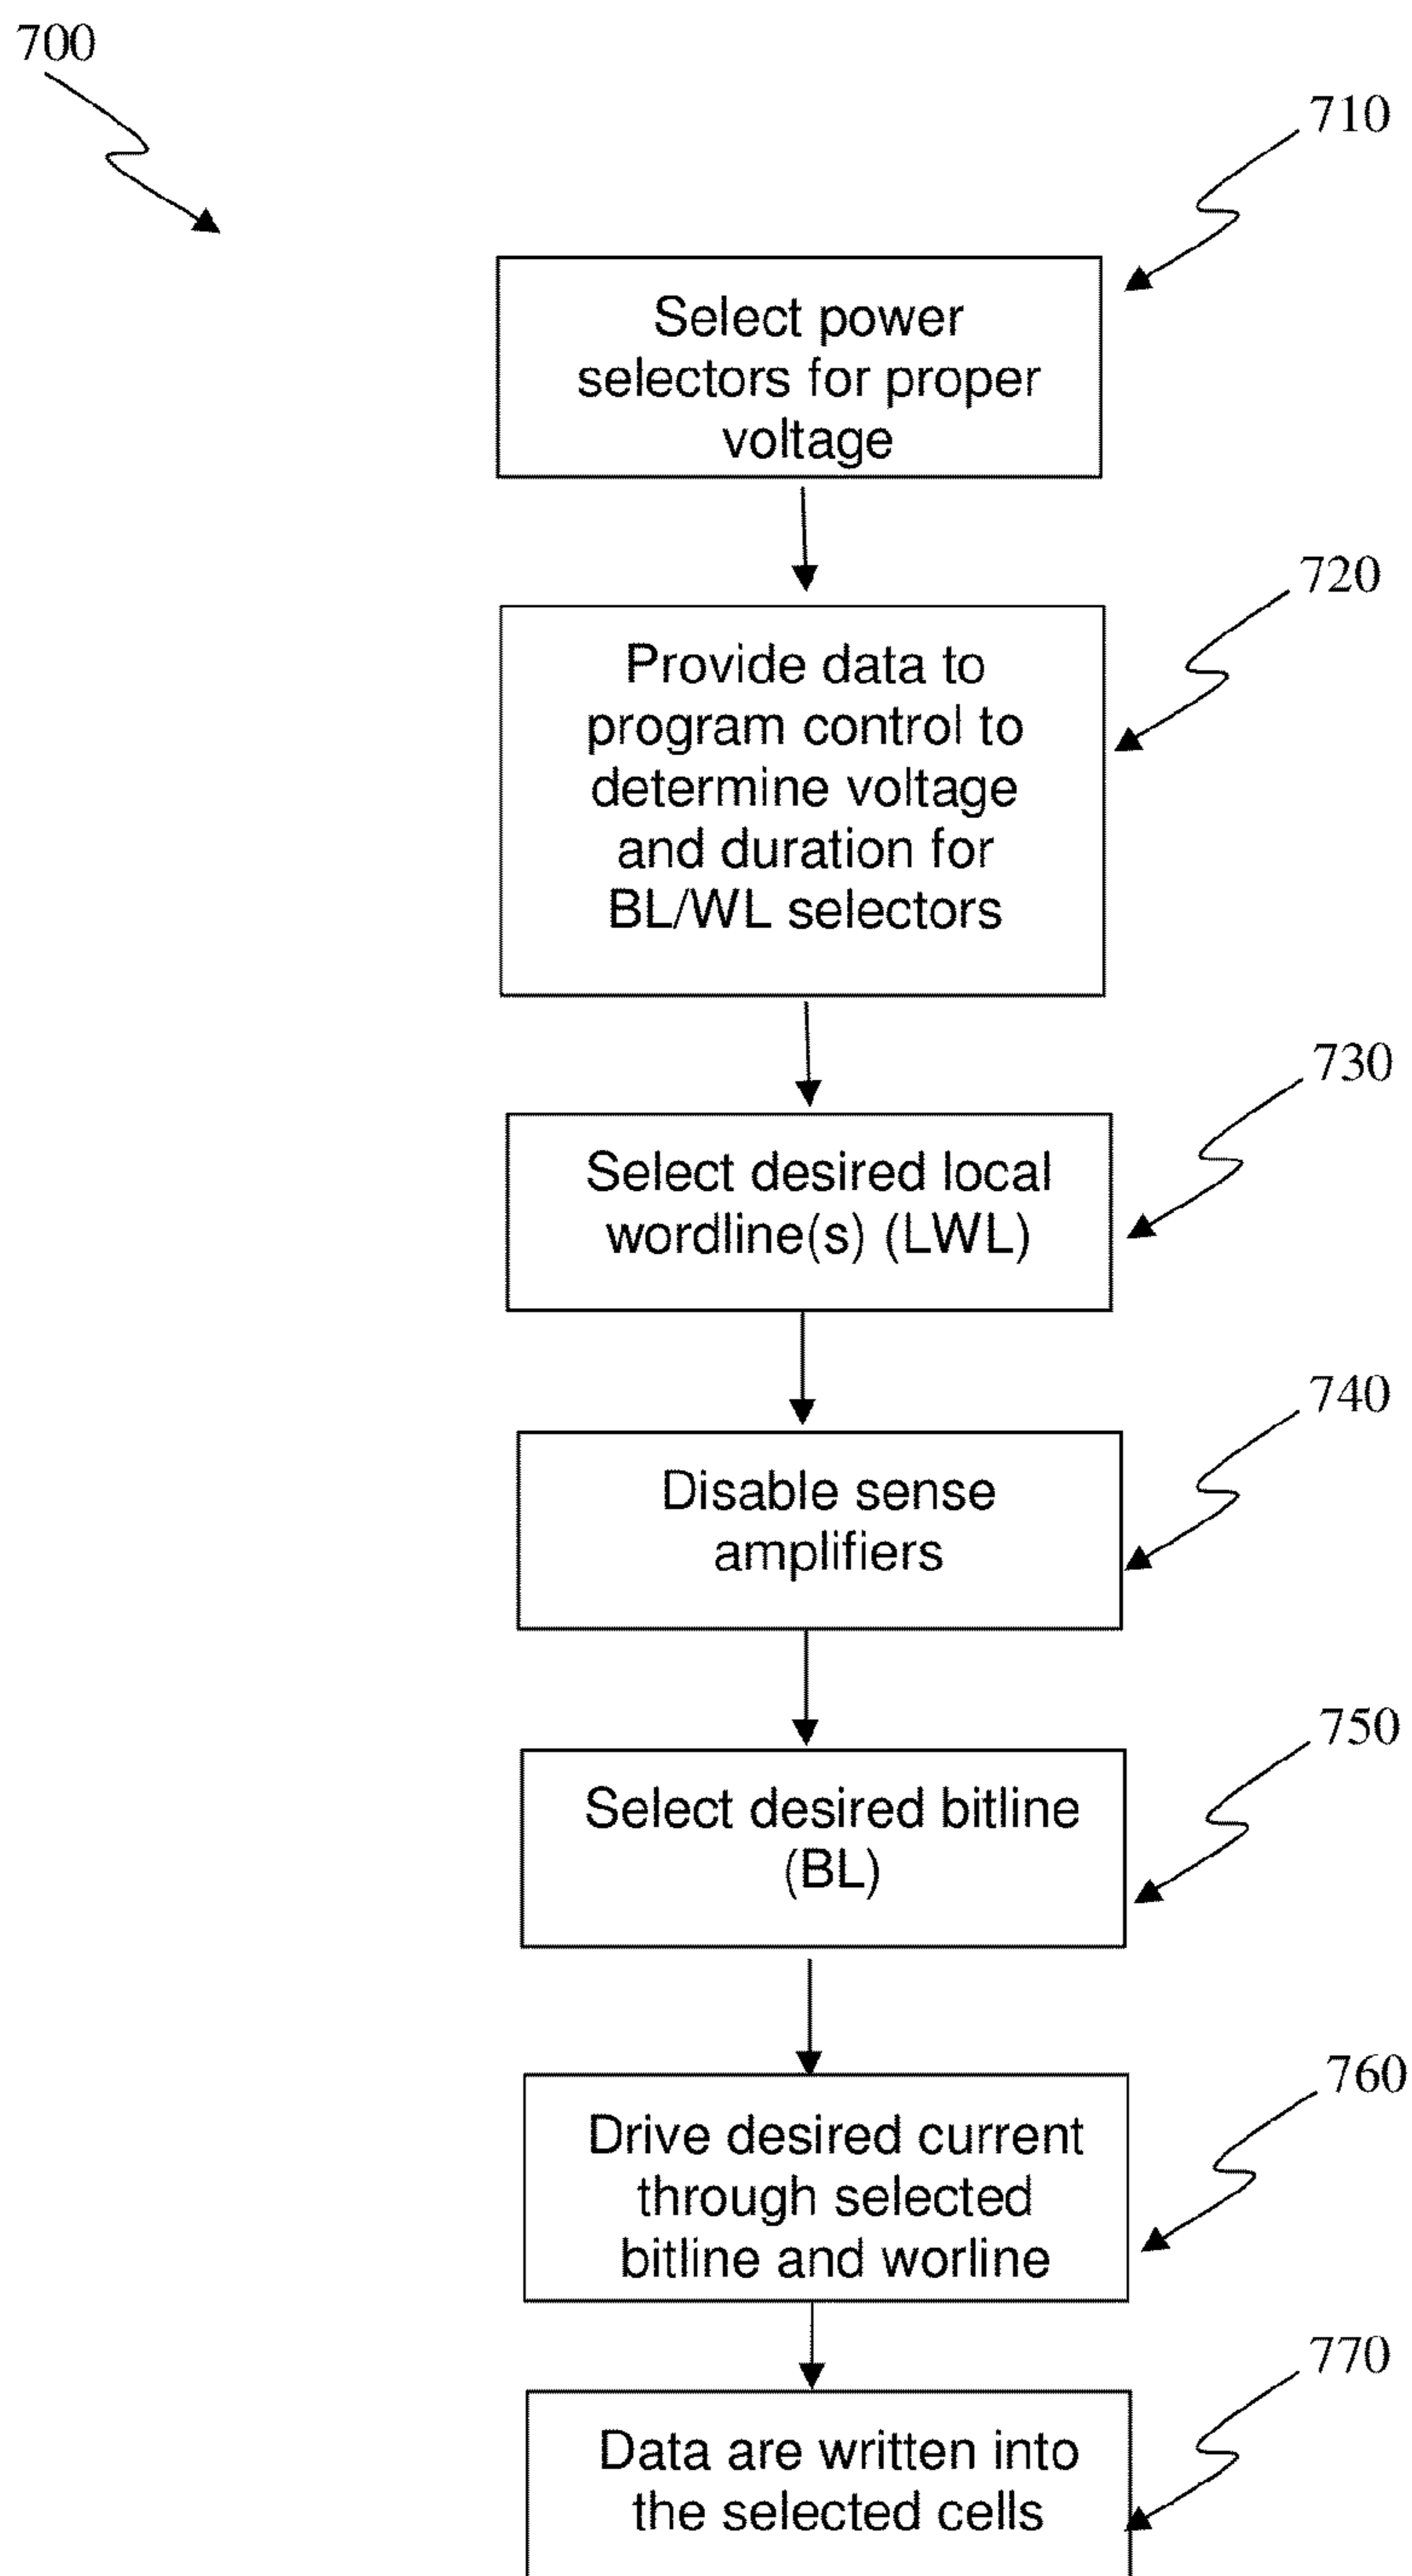 700
710
Select power
selectors for proper
voltage
720
Provide data to
program control to
determine voltage
and duration for
BL/WL selectors
730
Select desired local
wordline(s) (LWL)
740
Disable sense
amplifiers
750
Select desired bitline
(BL)
760
Drive desired current
through selected
bitline and worline
770
Data are written into
the selected cells